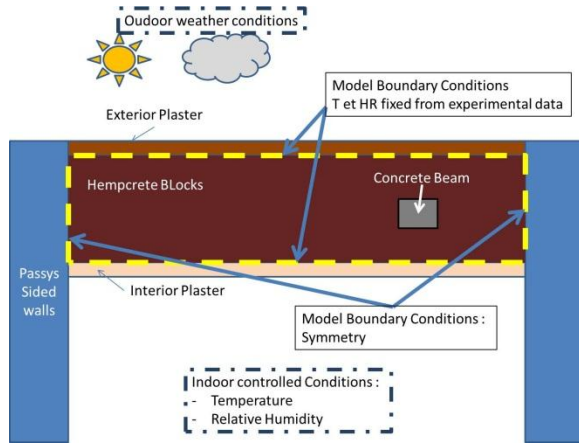 Oudoor weather conditions
Model Boundary Conditions
T et HR fixed from experimental data
Exterior Plaster
Hempcrete BLocks
Concrete Beam
Passys
Sided
walls
Interior Plaster
Model Boundary Conditions :
Symmetry
Indoor controlled Conditions :
- Temperature
- Relative Humidity